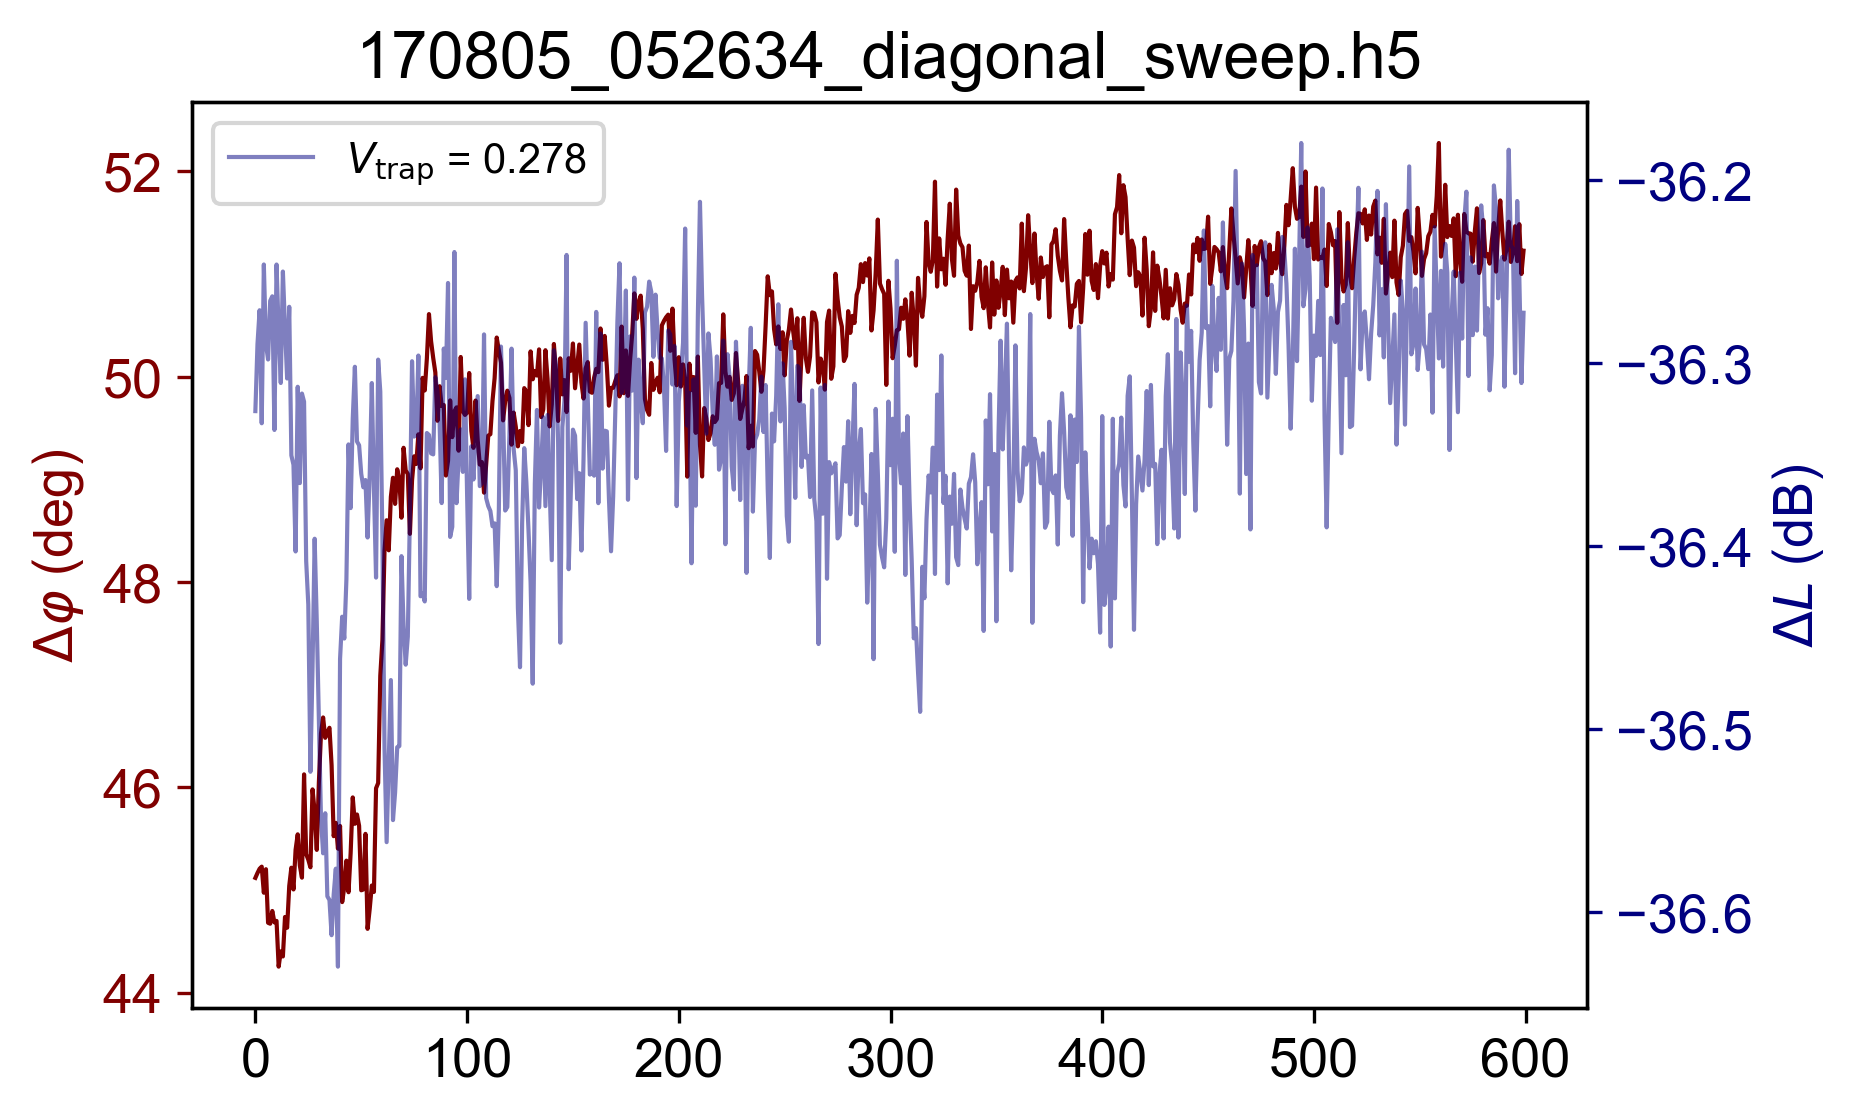 170805_052634_diagonal_sweep.h5
V_trap = 0.278
52
50
48
46
44
Δφ (deg)
−36.2
−36.3
−36.4
−36.5
−36.6
ΔL (dB)
0 100 200 300 400 500 600